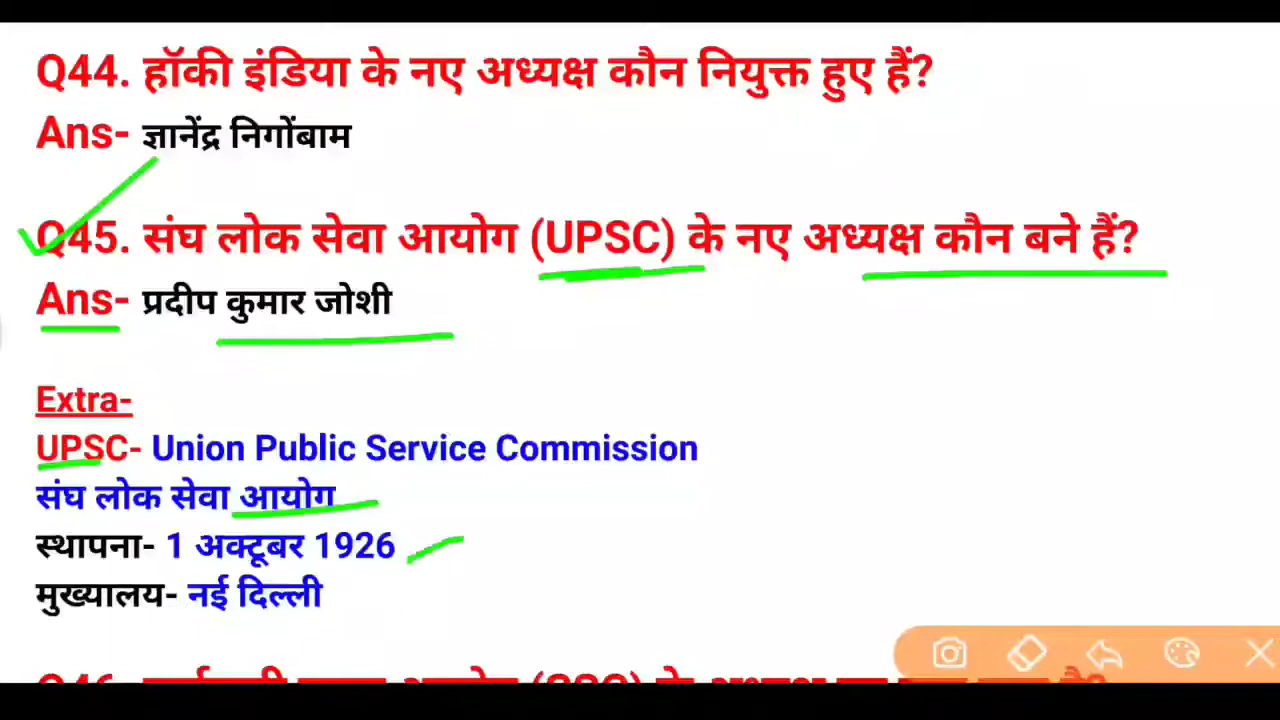 Q44. हॉकी इंडिया के नए अध्यक्ष कौन नियुक्त हुए हैं?
Ans- ज्ञानेंद्र निगोंबाम
Q45. संघ लोक सेवा आयोग (UPSC) के नए अध्यक्ष कौन बने हैं?
Ans- प्रदीप कुमार जोशी
Extra-
UPSC- Union Public Service Commission
संघ लोक सेवा आयोग
स्थापना- 1 अक्टूबर 1926
मुख्यालय- नई दिल्ली